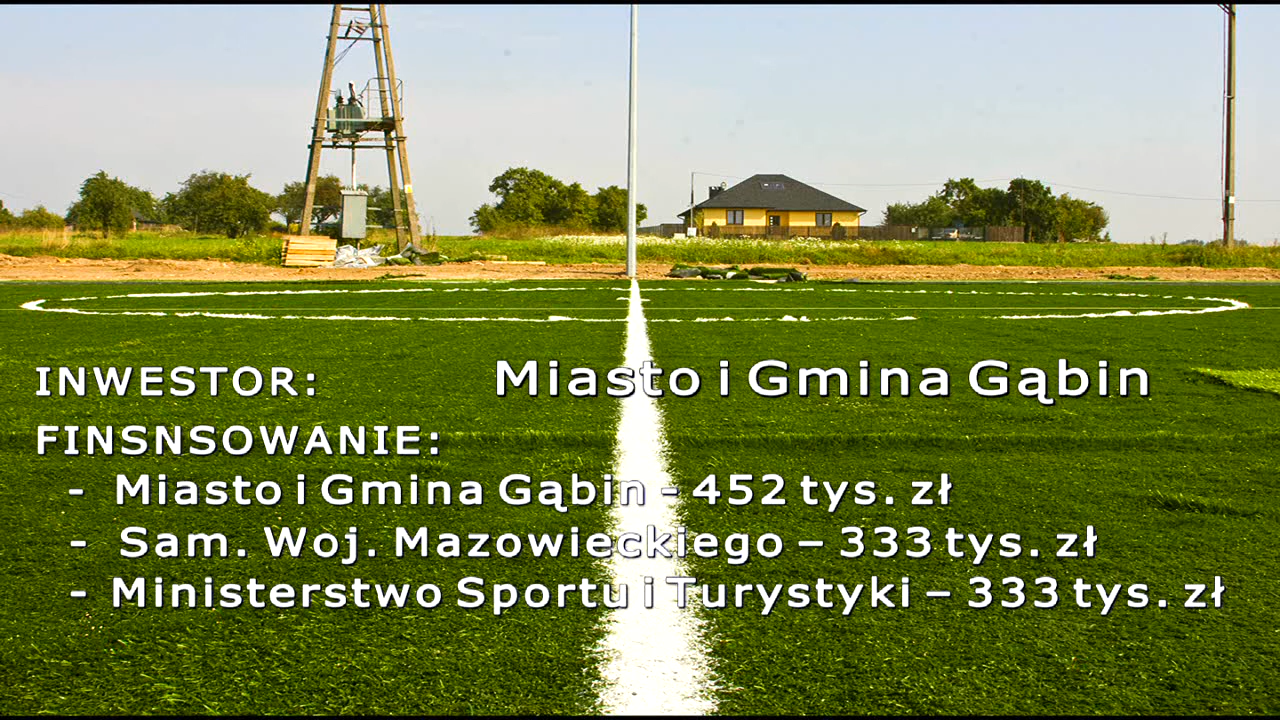 INWESTOR: Miasto i Gmina Gąbin
FINSNSOWANIE:
- Miasto i Gmina Gąbin - 452 tys. zł
- Sam. Woj. Mazowieckiego – 333 tys. zł
- Ministerstwo Sportu i Turystyki – 333 tys. zł